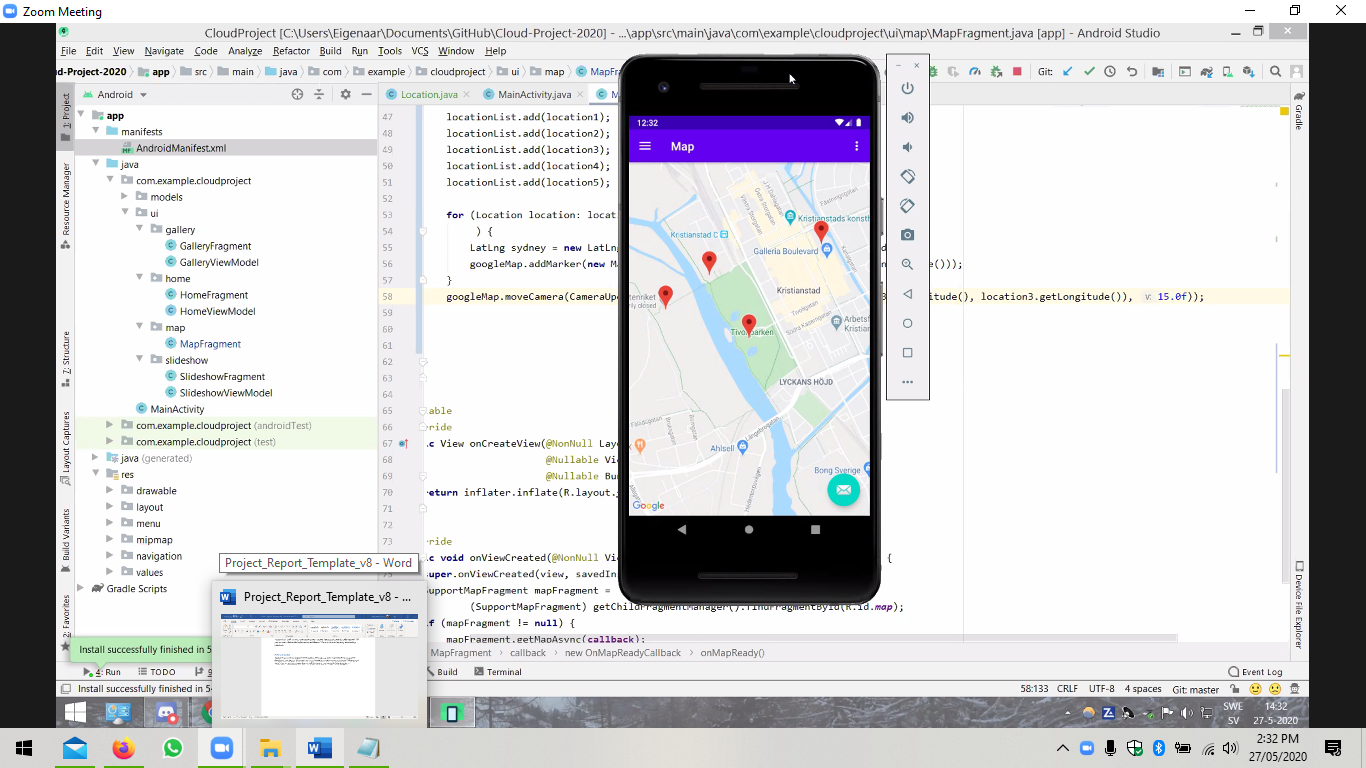 Zoom Meeting
CloudProject [C:\Users\Eigenaar\Documents\GitHub\Cloud-Project-2020] - ...\app\src\main\java\com\example\cloudproject\ui\map\MapFragment.java [app] - Android Studio
File Edit View Navigate Code Analyze Refactor Build Run Tools VCS Window Help
ud-Project-2020 app src main java com example cloudproject ui map MapFr
Git:
Android
Location.java MainActivity.java
1: Project
Resource Manager
7: Structure
Layout Captures
Build Variants
2: Favorites
app
manifests
AndroidManifest.xml
java
com.example.cloudproject
models
ui
gallery
GalleryFragment
GalleryViewModel
home
HomeFragment
HomeViewModel
map
MapFragment
slideshow
SlideshowFragment
SlideshowViewModel
MainActivity
com.example.cloudproject (androidTest)
com.example.cloudproject (test)
java (generated)
res
drawable
layout
menu
mipmap
navigation
values
Gradle Scripts
47 locationList.add(location1);
48 locationList.add(location2);
49 locationList.add(location3);
50 locationList.add(location4);
51 locationList.add(location5);
52
53 for (Location location: locat
54 ) {
55 LatLng sydney = new LatLng
56 googleMap.addMarker(new Ma ())));
57 }
58 googleMap.moveCamera(CameraUp itude(), location3.getLongitude()), v: 15.0f));
59
60
61
62
63
64
65 able
66 ride
67 ic View onCreateView(@NonNull Lay
68 @Nullable Vie
69 @Nullable Bu
70 return inflater.inflate(R.layout.
71
72
73 ride
74 ic void onViewCreated(@NonNull Vie {
75 super.onViewCreated(view, savedIn
SupportMapFragment mapFragment =
(SupportMapFragment) getChildFragmentManager().findFragmentById(R.id.map);
if (mapFragment != null) {
mapFragment.getMapAsync(callback);
12:32
Map
Kristianstads konsth
Kristianstad C
Galleria Boulevard
Kristianstad
Tivoliparken
LYCKANS HÖJD
Ahlsell
Bong Sverige
Google
Gradle
Device File Explorer
Project_Report_Template_v8 - Word
Project_Report_Template_v8 - ...
Install successfully finished in 5
MapFragment callback new OnMapReadyCallback onMapReady()
4: Run TODO Build Terminal Event Log
Install successfully finished in 5
58:133 CRLF UTF-8 4 spaces Git: master
SWE
SV
14:32
27-5-2020
2:32 PM
27/05/2020